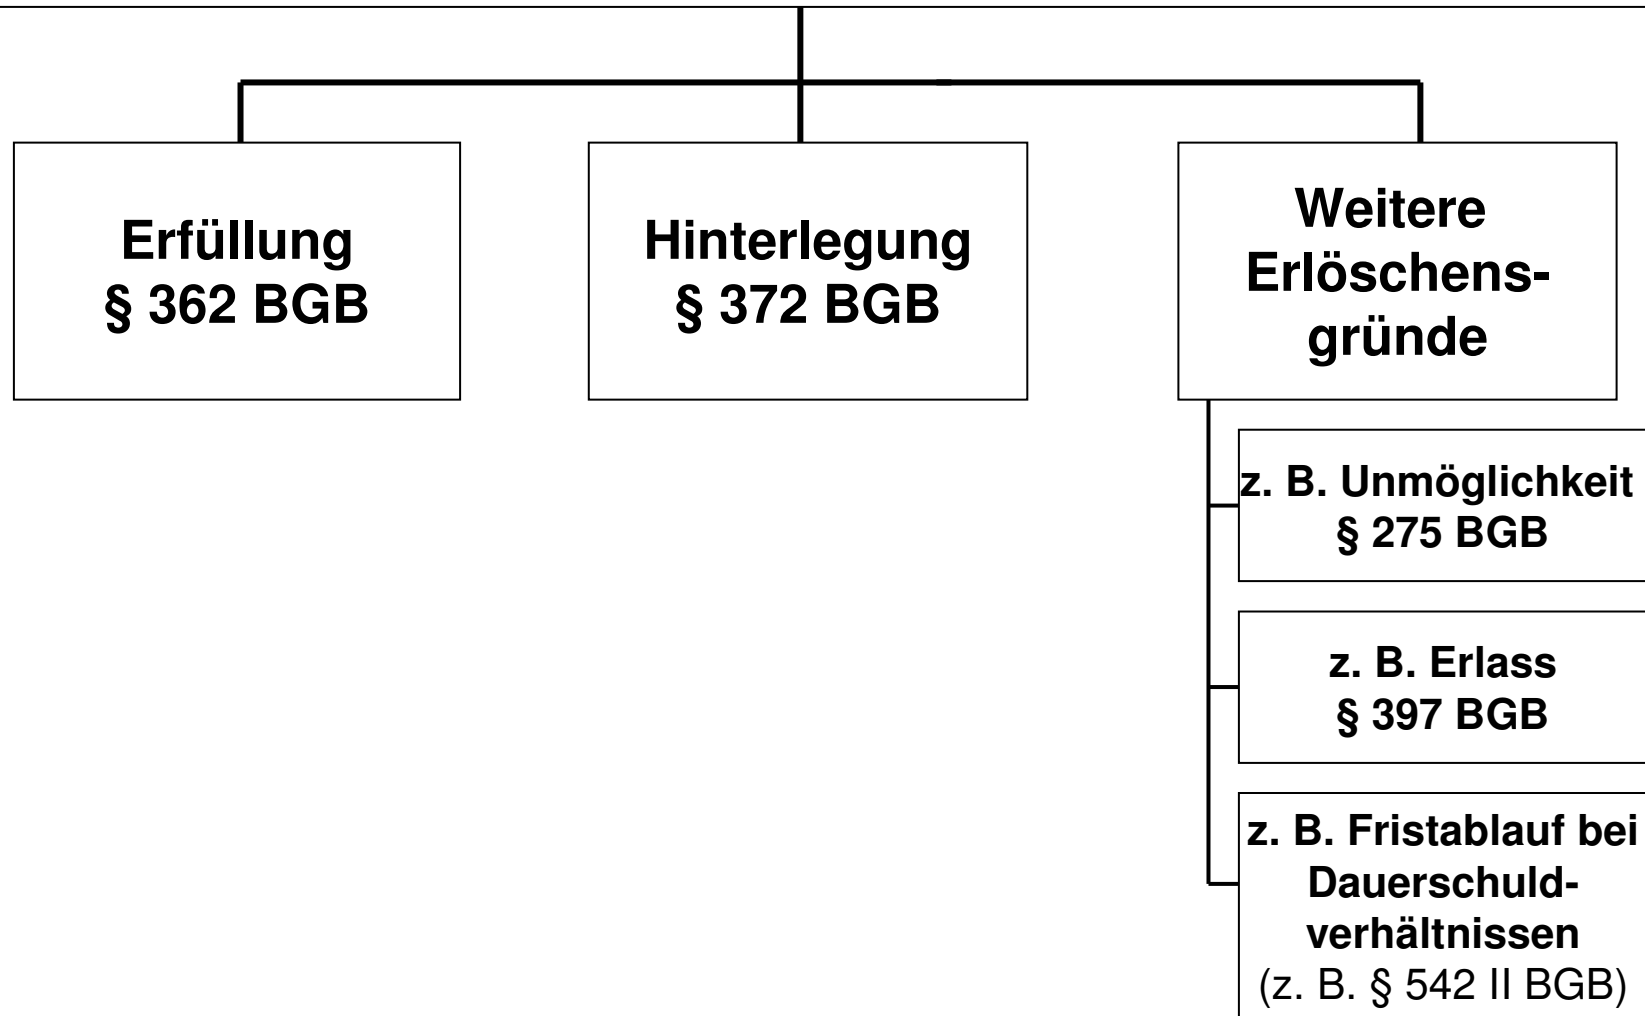 Erfüllung
§ 362 BGB
Hinterlegung
§ 372 BGB
Weitere
Erlöschens-
gründe
z. B. Unmöglichkeit
§ 275 BGB
z. B. Erlass
§ 397 BGB
z. B. Fristablauf bei
Dauerschuld-
verhältnissen
(z. B. § 542 II BGB)